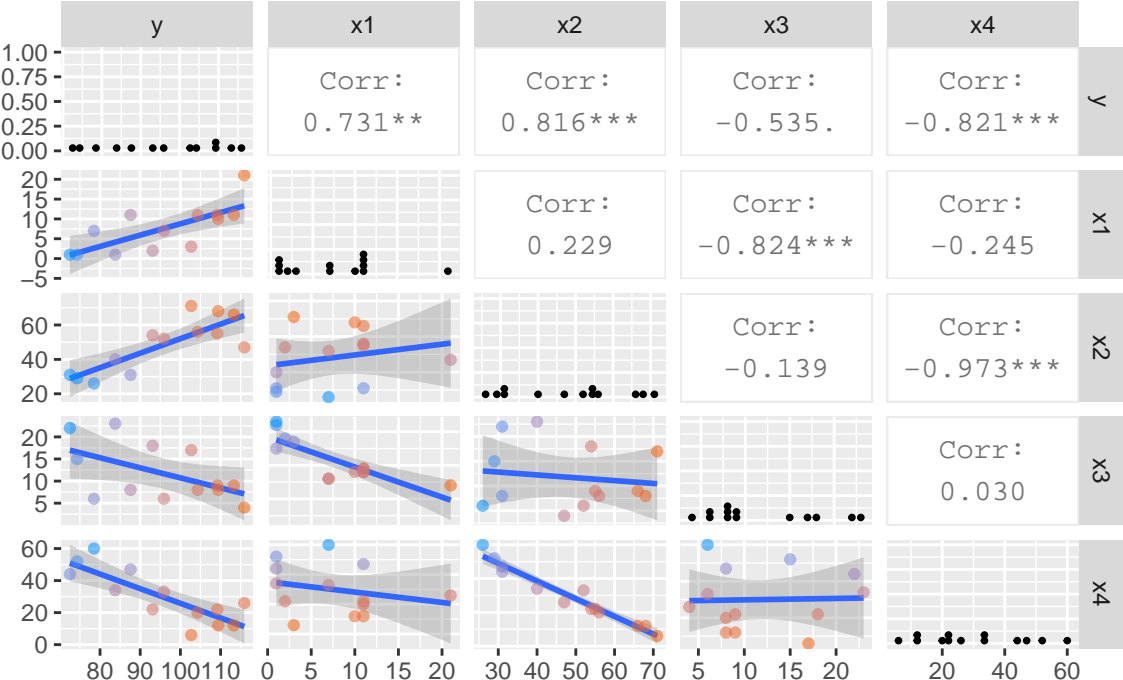 y x1 x2 x3 x4
1.00
0.75
0.50
0.25
0.00
Corr:
0.731**
Corr:
0.816***
Corr:
-0.535.
Corr:
-0.821***
y
20
15
10
5
0
-5
Corr:
0.229
Corr:
-0.824***
Corr:
-0.245
x1
60
40
20
Corr:
-0.139
Corr:
-0.973***
x2
20
15
10
5
Corr:
0.030
x3
60
40
20
0
x4
80 90 100 110 0 5 10 15 20 30 40 50 60 70 5 10 15 20 20 40 60